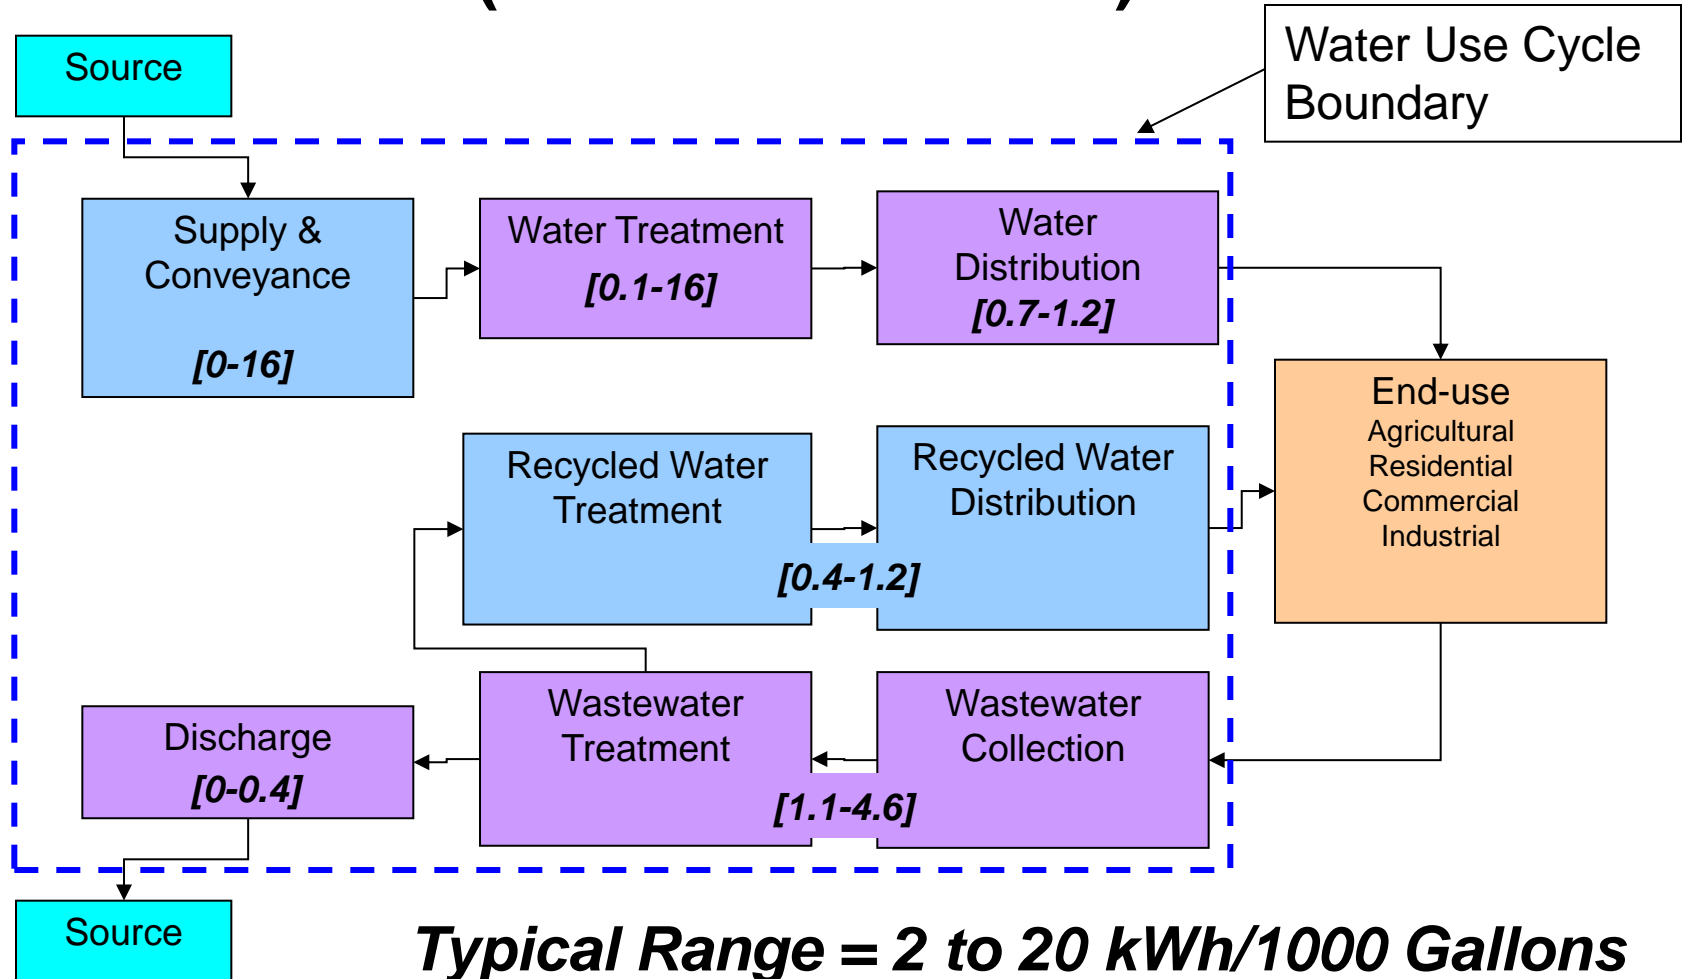 Source
Water Use Cycle
Boundary
Supply &
Conveyance
[0-16]
Water Treatment
[0.1-16]
Water
Distribution
[0.7-1.2]
End-use
Agricultural
Residential
Commercial
Industrial
Recycled Water
Treatment
Recycled Water
Distribution
[0.4-1.2]
Discharge
[0-0.4]
Wastewater
Treatment
Wastewater
Collection
[1.1-4.6]
Source
Typical Range = 2 to 20 kWh/1000 Gallons